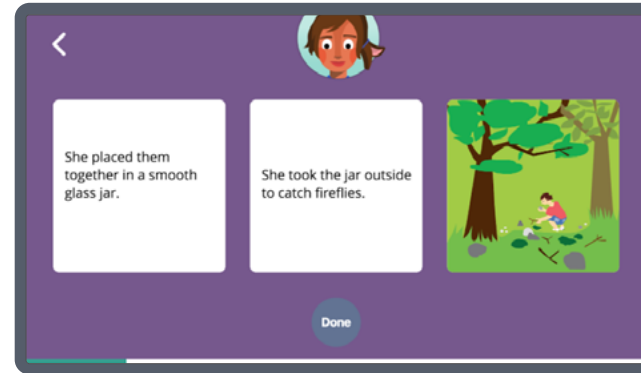 She placed them
together in a smooth
glass jar.
She took the jar outside
to catch fireflies.
Done